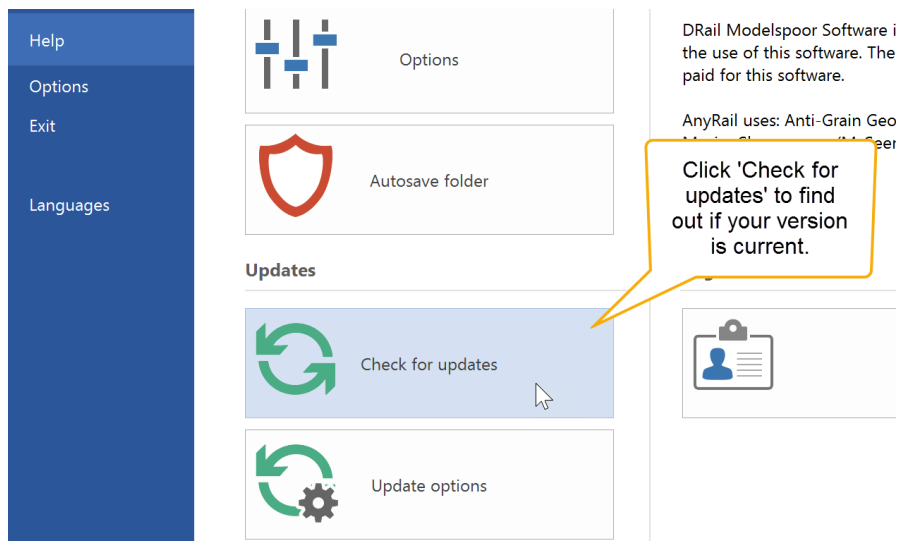 Help
Options
Exit
Languages
Options
Autosave folder
Updates
Check for updates
Update options
DRail Modelspoor Software i
the use of this software. The
paid for this software.
AnyRail uses: Anti-Grain Geo
Click 'Check for
updates' to find
out if your version
is current.